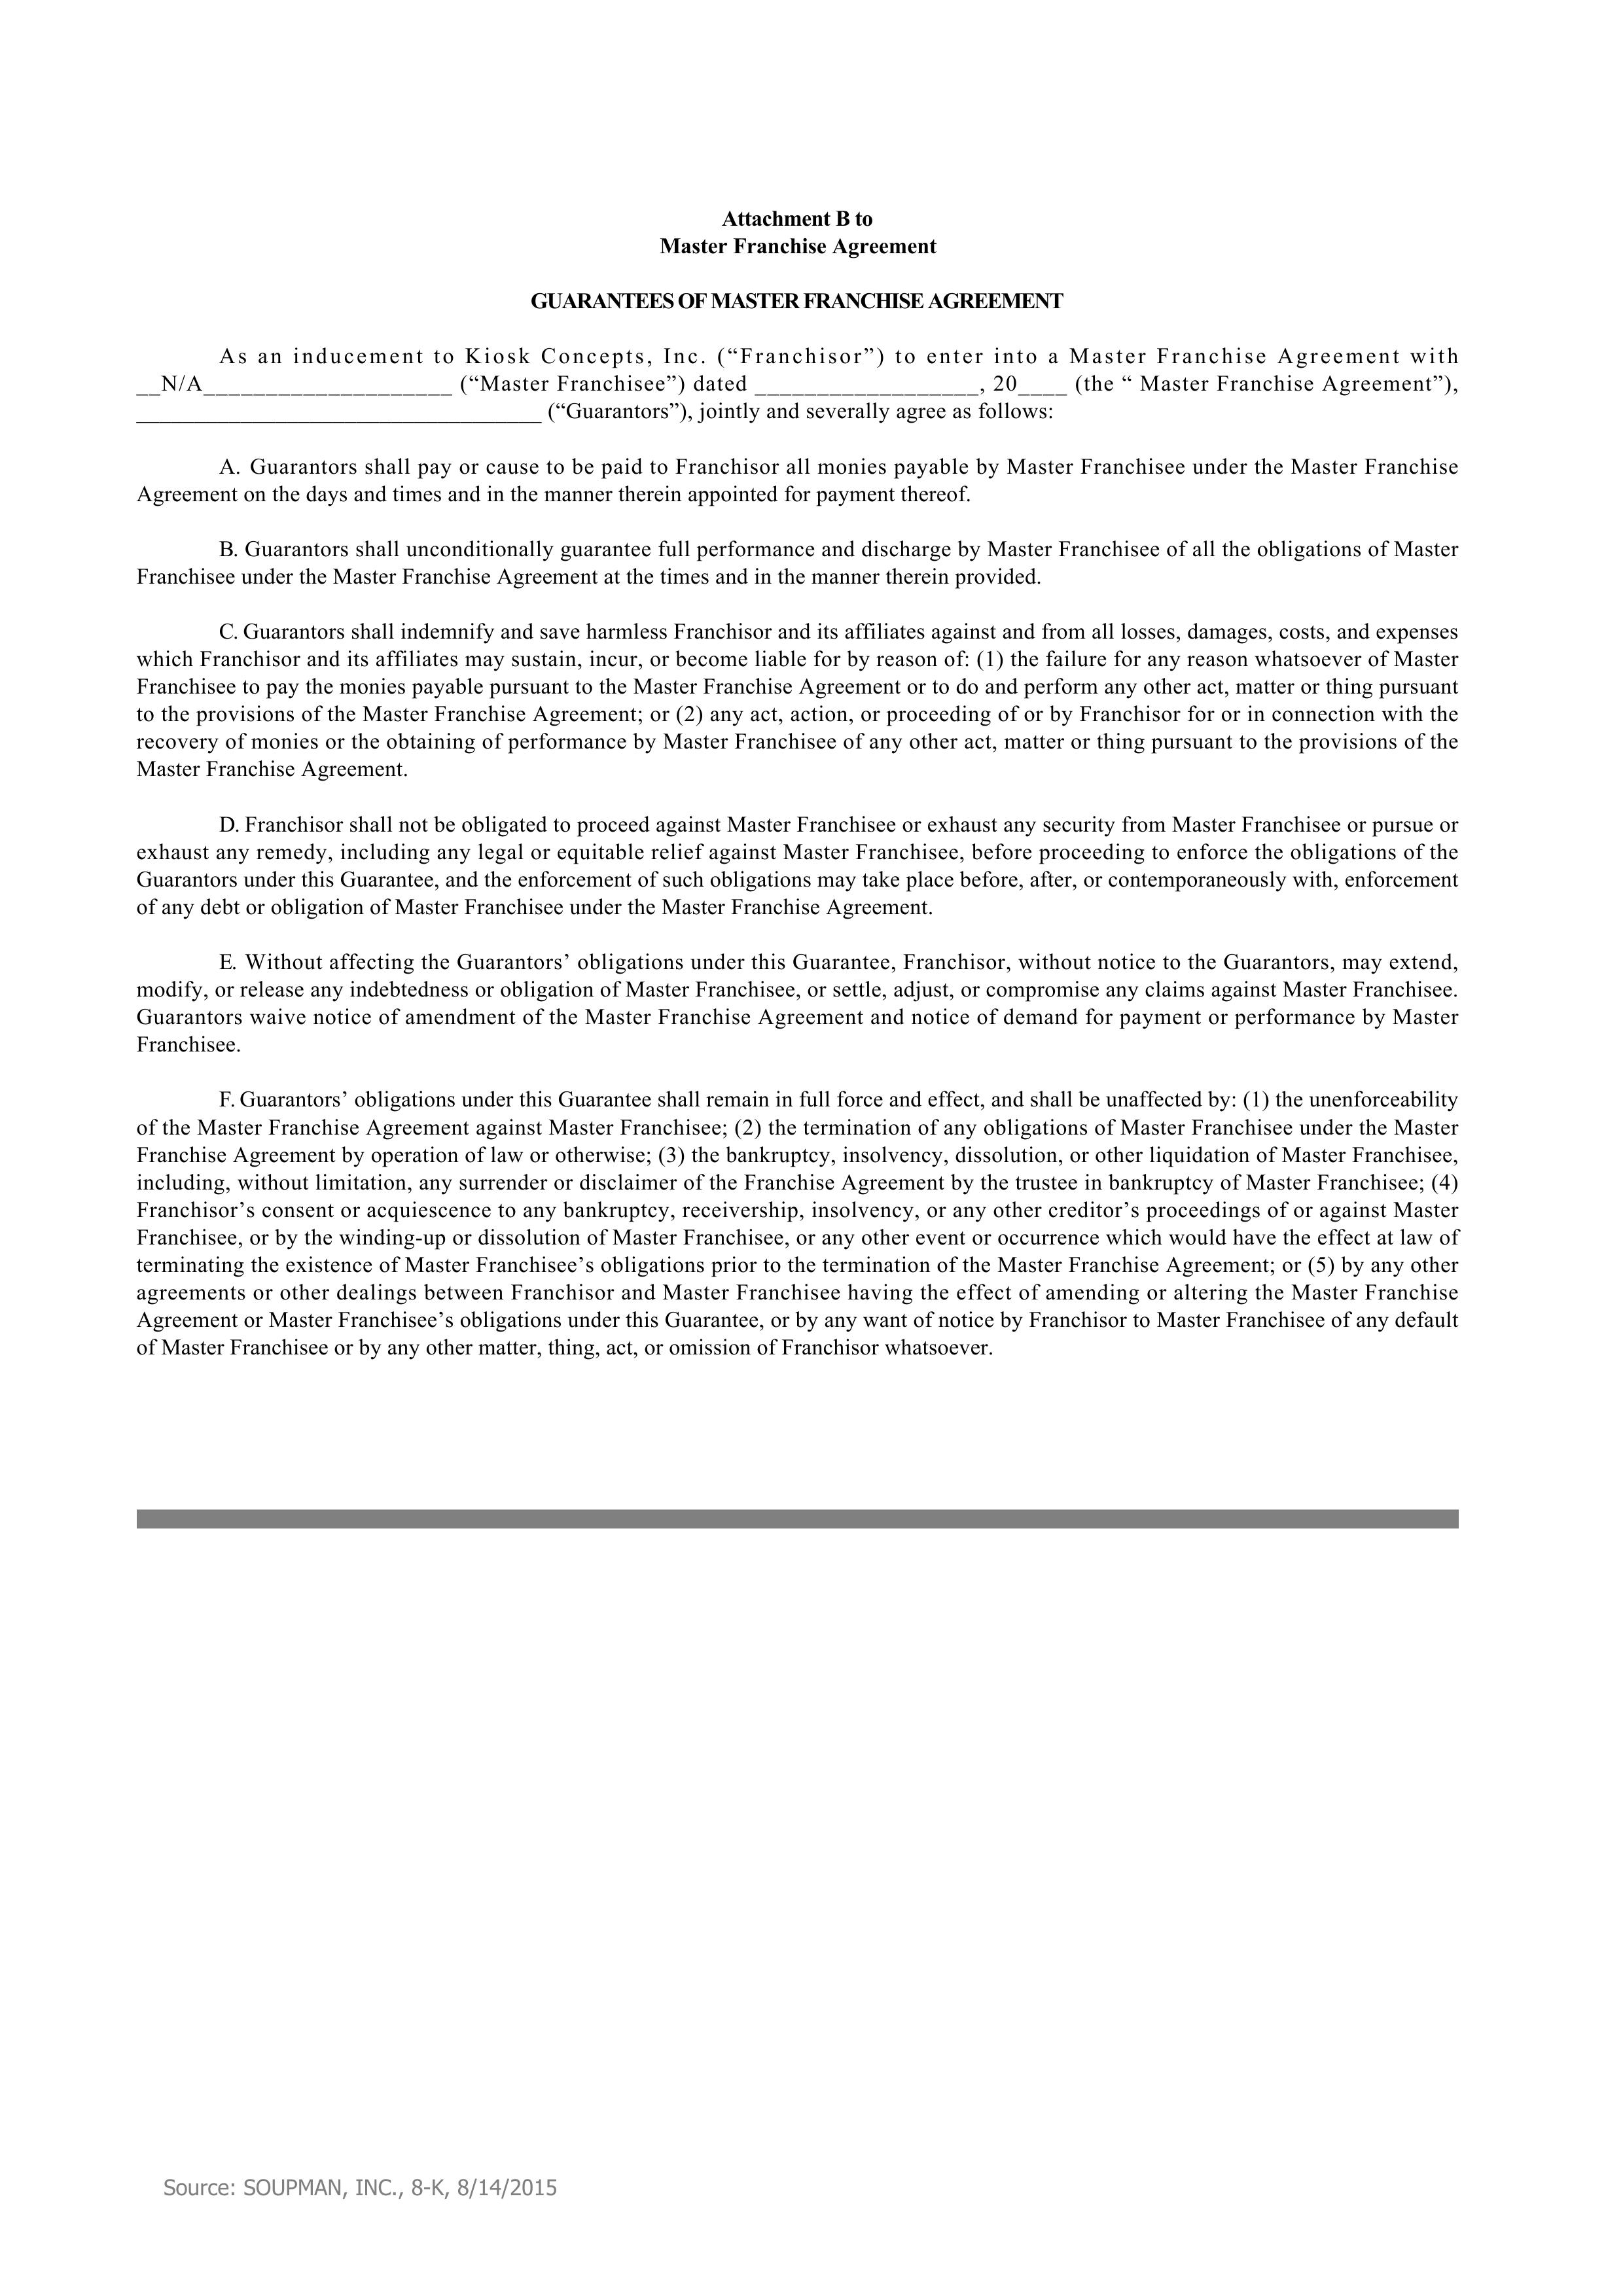 Attachment B to
Master Franchise Agreement
GUARANTEES OF MASTER FRANCHISE AGREEMENT
As an inducement to Kiosk Concepts, Inc. (“Franchisor”) to enter into a Master Franchise Agreement with
__N/A____________________ (“Master Franchisee”) dated __________________, 20____ (the “ Master Franchise Agreement”),
__________________________________ (“Guarantors”), jointly and severally agree as follows:
A. Guarantors shall pay or cause to be paid to Franchisor all monies payable by Master Franchisee under the Master Franchise
Agreement on the days and times and in the manner therein appointed for payment thereof.
B. Guarantors shall unconditionally guarantee full performance and discharge by Master Franchisee of all the obligations of Master
Franchisee under the Master Franchise Agreement at the times and in the manner therein provided.
C. Guarantors shall indemnify and save harmless Franchisor and its affiliates against and from all losses, damages, costs, and expenses
which Franchisor and its affiliates may sustain, incur, or become liable for by reason of: (1) the failure for any reason whatsoever of Master
Franchisee to pay the monies payable pursuant to the Master Franchise Agreement or to do and perform any other act, matter or thing pursuant
to the provisions of the Master Franchise Agreement; or (2) any act, action, or proceeding of or by Franchisor for or in connection with the
recovery of monies or the obtaining of performance by Master Franchisee of any other act, matter or thing pursuant to the provisions of the
Master Franchise Agreement.
D. Franchisor shall not be obligated to proceed against Master Franchisee or exhaust any security from Master Franchisee or pursue or
exhaust any remedy, including any legal or equitable relief against Master Franchisee, before proceeding to enforce the obligations of the
Guarantors under this Guarantee, and the enforcement of such obligations may take place before, after, or contemporaneously with, enforcement
of any debt or obligation of Master Franchisee under the Master Franchise Agreement.
E. Without affecting the Guarantors’ obligations under this Guarantee, Franchisor, without notice to the Guarantors, may extend,
modify, or release any indebtedness or obligation of Master Franchisee, or settle, adjust, or compromise any claims against Master Franchisee.
Guarantors waive notice of amendment of the Master Franchise Agreement and notice of demand for payment or performance by Master
Franchisee.
F. Guarantors’ obligations under this Guarantee shall remain in full force and effect, and shall be unaffected by: (1) the unenforceability
of the Master Franchise Agreement against Master Franchisee; (2) the termination of any obligations of Master Franchisee under the Master
Franchise Agreement by operation of law or otherwise; (3) the bankruptcy, insolvency, dissolution, or other liquidation of Master Franchisee,
including, without limitation, any surrender or disclaimer of the Franchise Agreement by the trustee in bankruptcy of Master Franchisee; (4)
Franchisor’s consent or acquiescence to any bankruptcy, receivership, insolvency, or any other creditor’s proceedings of or against Master
Franchisee, or by the winding-up or dissolution of Master Franchisee, or any other event or occurrence which would have the effect at law of
terminating the existence of Master Franchisee’s obligations prior to the termination of the Master Franchise Agreement; or (5) by any other
agreements or other dealings between Franchisor and Master Franchisee having the effect of amending or altering the Master Franchise
Agreement or Master Franchisee’s obligations under this Guarantee, or by any want of notice by Franchisor to Master Franchisee of any default
of Master Franchisee or by any other matter, thing, act, or omission of Franchisor whatsoever.
Source: SOUPMAN, INC., 8-K, 8/14/2015